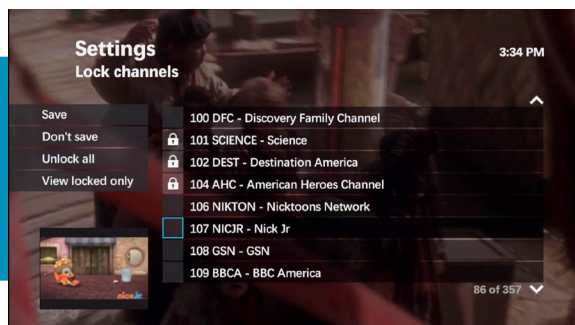 Settings
Lock channels
3:34 PM
Save
Don't save
Unlock all
View locked only
100 DFC - Discovery Family Channel
101 SCIENCE - Science
102 DEST - Destination America
104 AHC - American Heroes Channel
106 NIKTON - Nicktoons Network
107 NICJR - Nick Jr
108 GSN - GSN
109 BBCA - BBC America
86 of 357
nick jr.